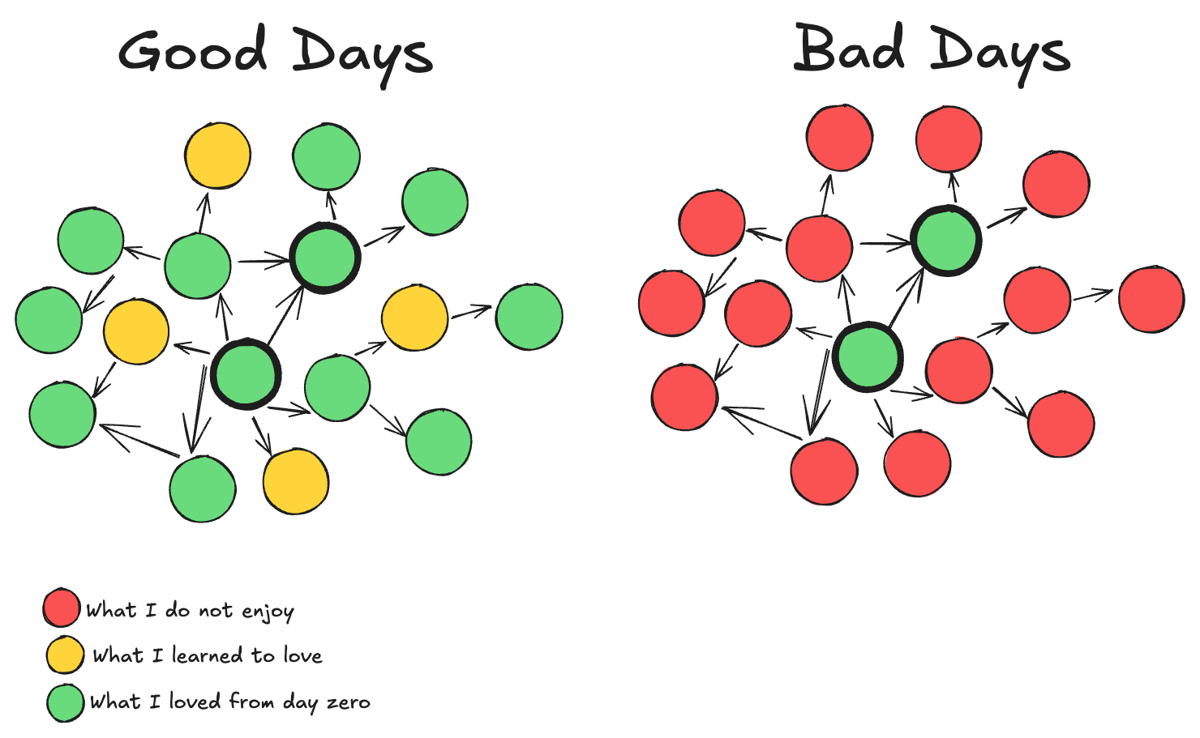 Good Days
Bad Days
What I do not enjoy
What I learned to love
What I loved from day zero